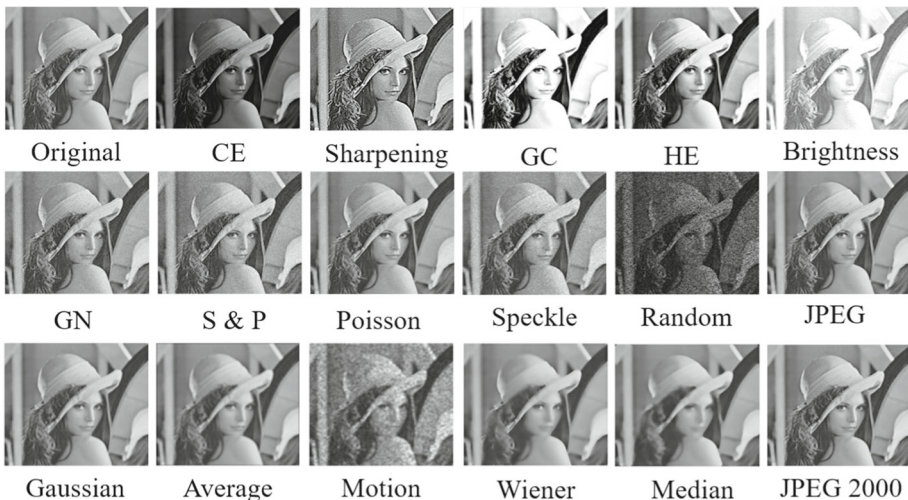 Original CE Sharpening GC HE Brightness
GN S & P Poisson Speckle Random JPEG
Gaussian Average Motion Wiener Median JPEG 2000